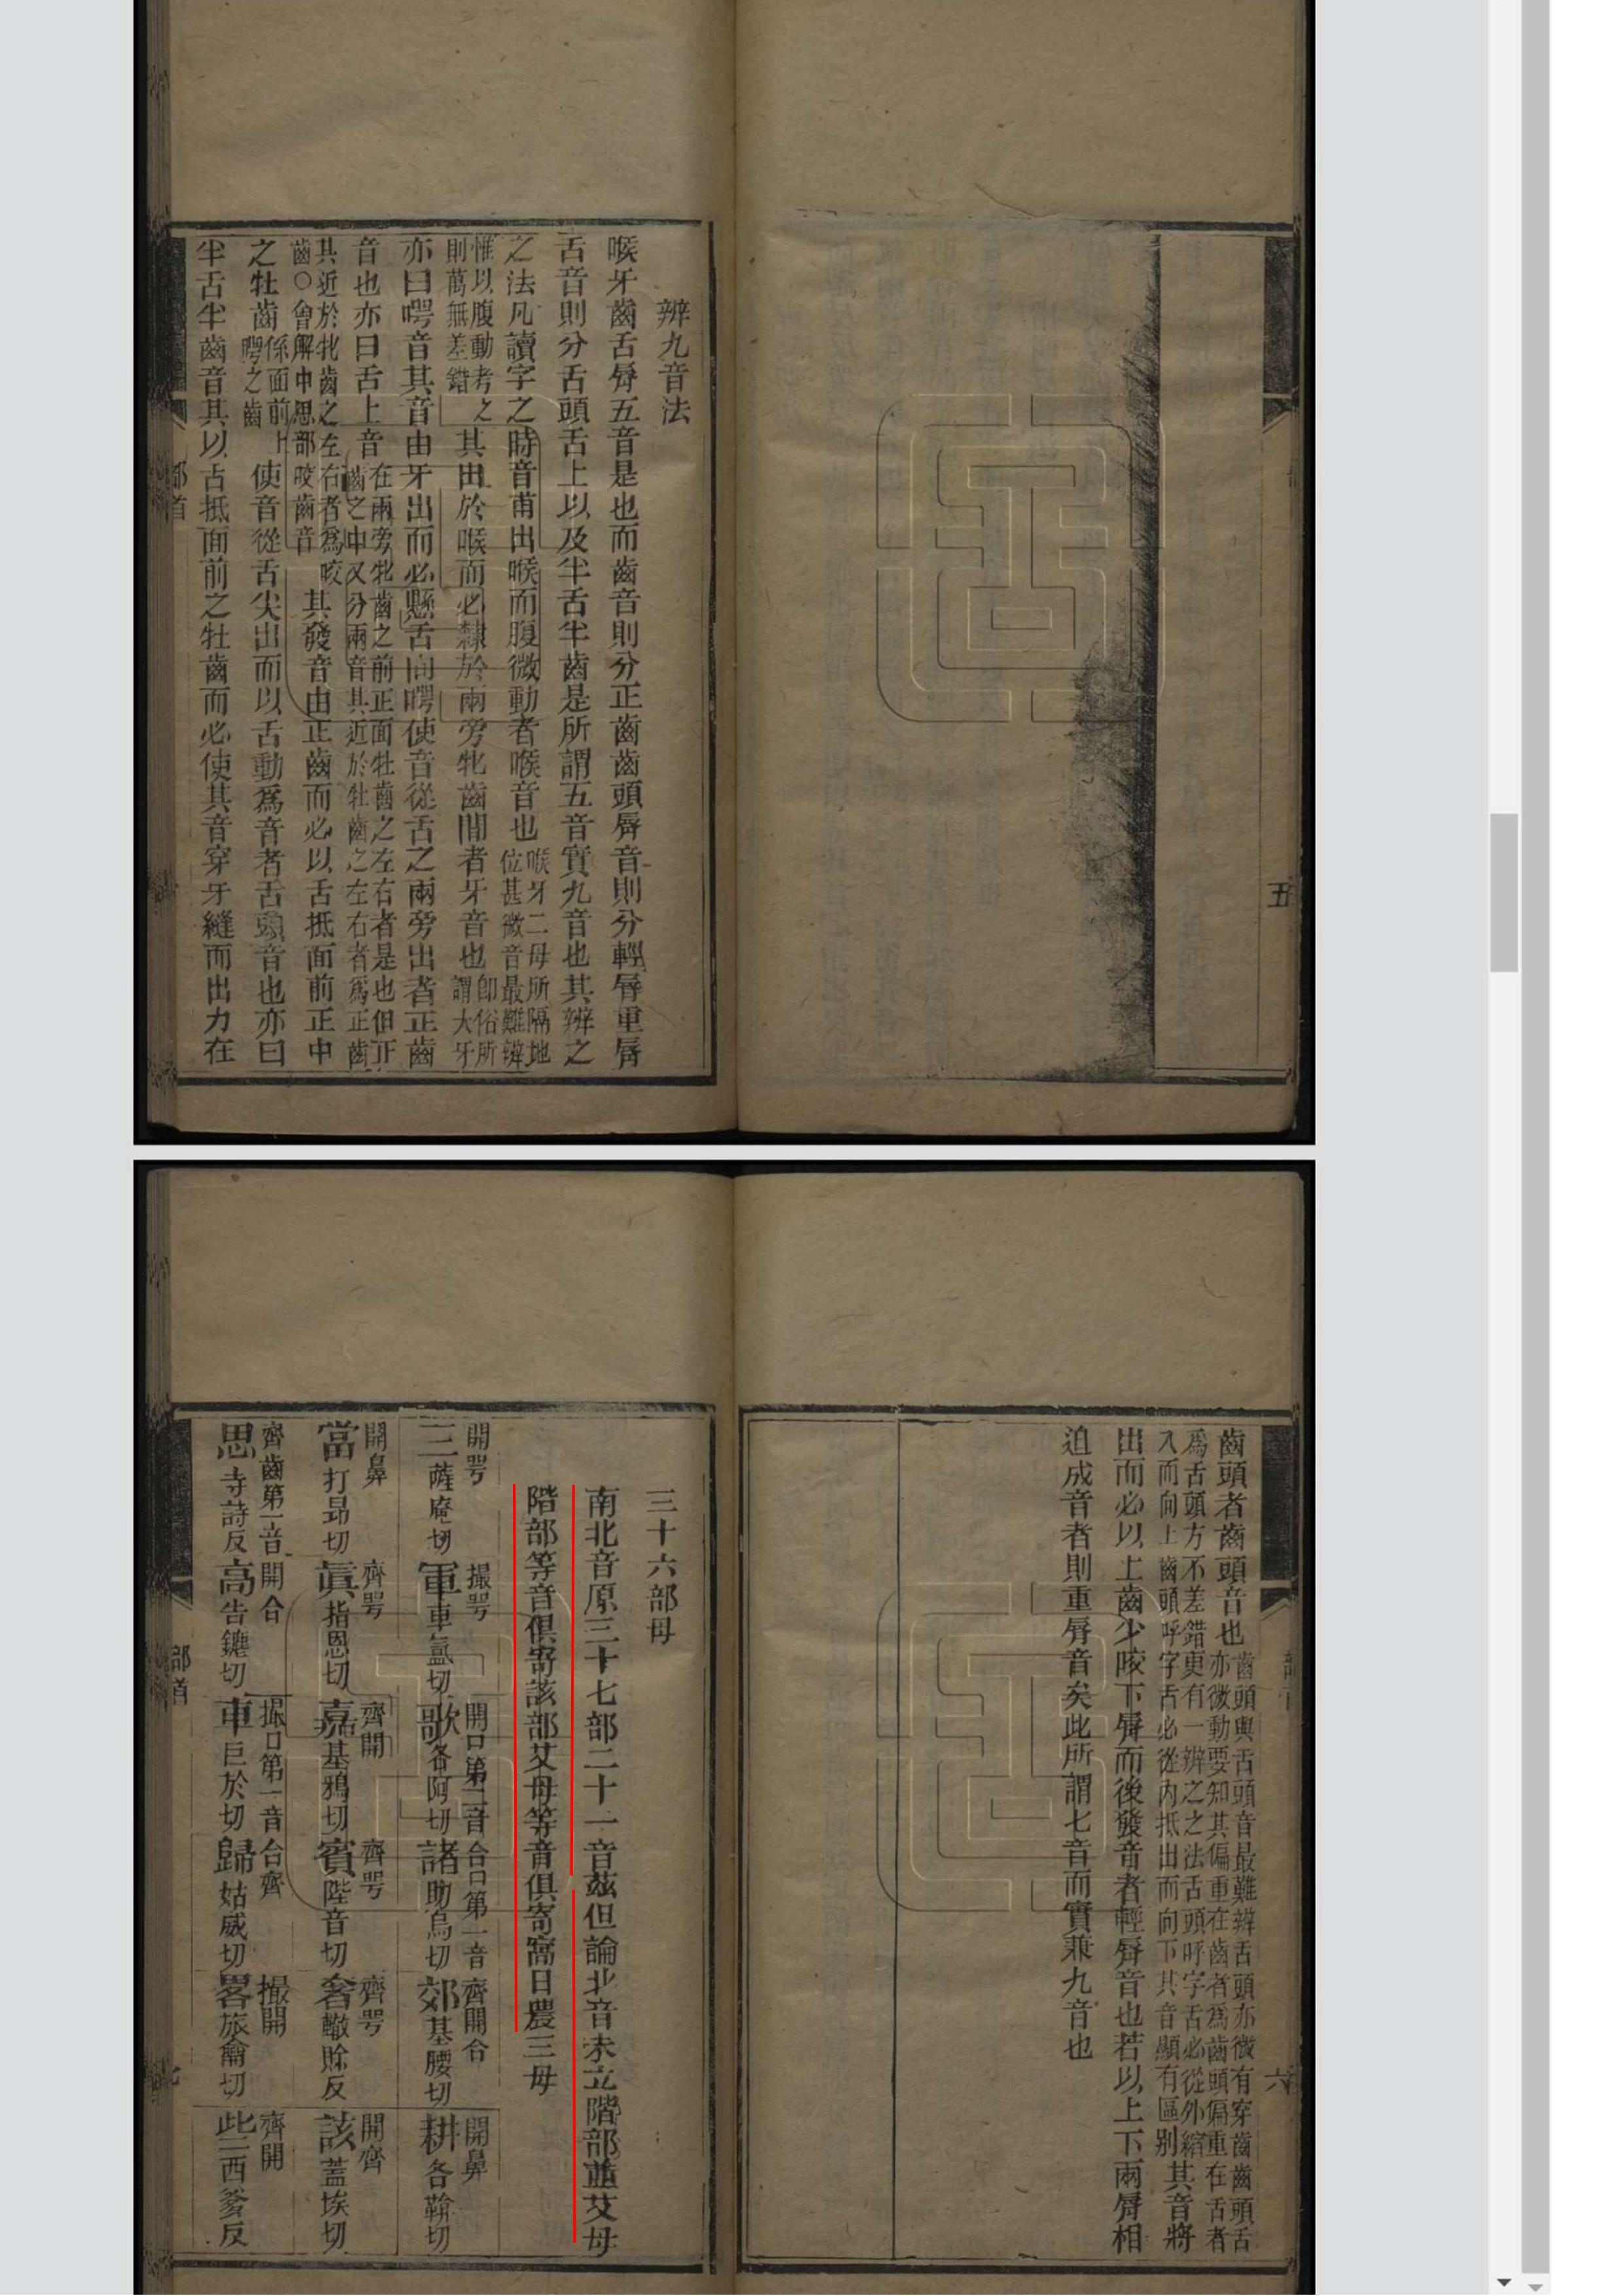 五
辨九音法
喉牙齒舌脣五音是也而齒音則分正齒齒頭脣音則分輕脣重脣
舌音則分舌頭舌上以及半舌半齒是所謂五音實九音也其辨之
之法凡讀字之時音甫出喉而腹微動者喉音也喉牙二母所隔地位甚微音最難辨
惟以腹動考之則萬無差錯其出於喉而必隸於兩旁牝齒間者牙音也卽俗所謂大牙
亦曰㗁音其音由牙出而必懸舌向㗁使音從舌之兩旁出者正齒
音也亦曰舌上音在兩旁牝齒之前正面牡齒之左右者是也但正齒之中又分兩音其近於牡齒之左右者爲正齒
其近於牝齒之左右者爲咬齒○會解中思部咬齒音其發音由正齒而必以舌抵面前正中
之牡齒係面前上㗁之齒使音從舌尖出而以舌動爲音者舌頭音也亦曰
半舌半齒音其以舌抵面前之牡齒而必使其音穿牙縫而出力在
部首
齒頭者齒頭音也齒頭與舌頭音最難辨舌頭亦微有穿齒齒頭舌亦微動要知其偏重在齒者爲齒頭偏重在舌者
爲舌頭方不差錯更有一辨之之法舌頭呼字舌必從外縮入而向上齒頭呼字舌必從內抵出而向下其音顯有區別其音將
出而必以上齒少咬下脣而後發音者輕脣音也若以上下兩脣相
迫成音者則重脣音矣此所謂七音而實兼九音也
六
三十六部母
南北音原三十七部二十一音茲但論北音未立階部並艾母
階部等音俱寄該部艾母等音俱寄窩日農三母
開㗁 三 薩庵切
撮㗁 軍 車氳切
開口第二音 歌 各阿切
合口第一音 諸 助烏切
齊開合 郊 基腰切
開鼻 耕 各鞥切
開鼻 當 打昻切
齊㗁 眞 指恩切
齊開 嘉 基鴉切
齊㗁 賓 陛音切
齊㗁 奢 轍賒反
開齊 該 蓋埃切
齊齒第一音 思 寺詩反
開合 高 告鑣切
撮口第一音 車 巨於切
合齊 歸 姑威切
撮開 畧 旅龠切
齊開 些 西爹反
部首
七